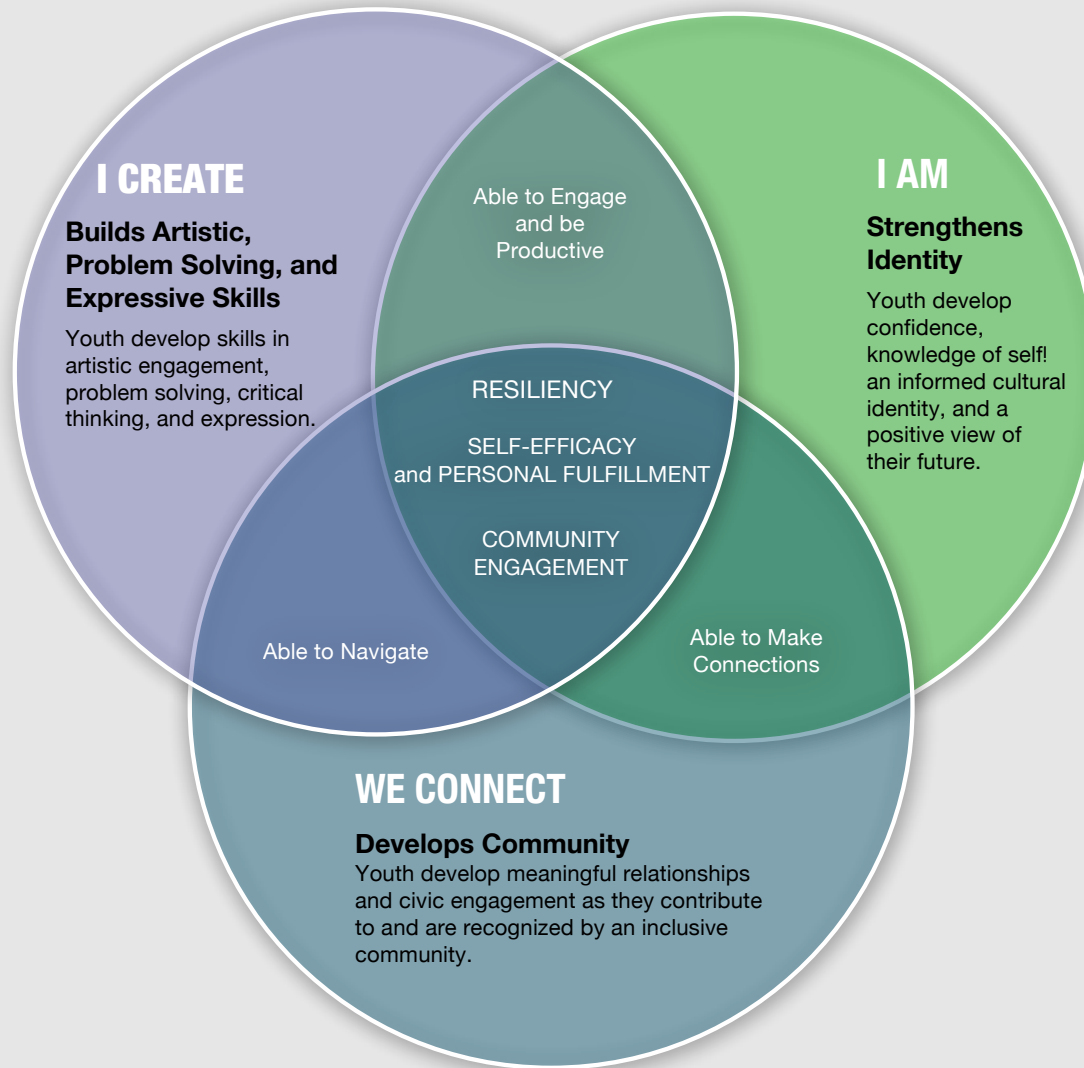 I CREATE
Builds Artistic,
Problem Solving, and
Expressive Skills
Youth develop skills in
artistic engagement,
problem solving, critical
thinking, and expression.
Able to Engage
and be
Productive
I AM
Strengthens
Identity
Youth develop
confidence,
knowledge of self!
an informed cultural
identity, and a
positive view of
their future.
RESILIENCY
SELF-EFFICACY
and PERSONAL FULFILLMENT
COMMUNITY
ENGAGEMENT
Able to Navigate
Able to Make
Connections
WE CONNECT
Develops Community
Youth develop meaningful relationships
and civic engagement as they contribute
to and are recognized by an inclusive
community.